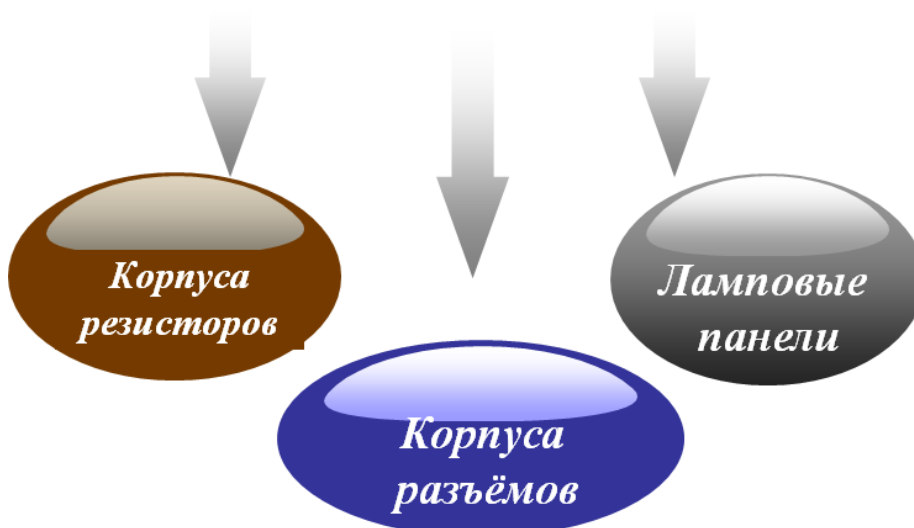 Корпуса
резисторов
Ламповые
панели
Корпуса
разъёмов